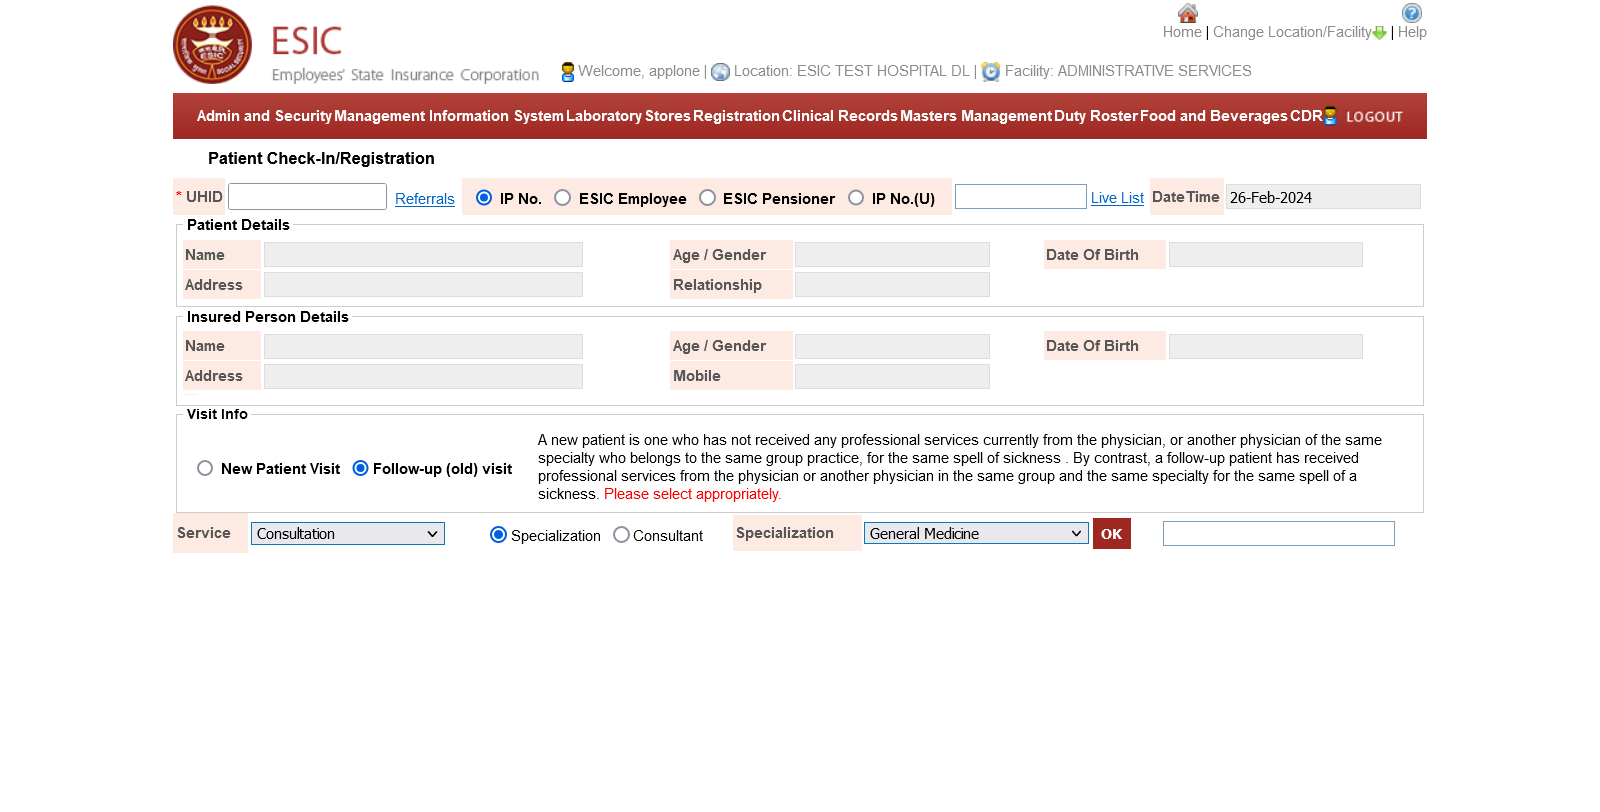 Home | Change Location/Facility | Help
ESIC
Employees' State Insurance Corporation
Welcome, applone | Location: ESIC TEST HOSPITAL DL | Facility: ADMINISTRATIVE SERVICES
Admin and Security Management Information System Laboratory Stores Registration Clinical Records Masters Management Duty Roster Food and Beverages CDR LOGOUT
Patient Check-In/Registration
* UHID Referrals IP No. ESIC Employee ESIC Pensioner IP No.(U) Live List DateTime 26-Feb-2024
Patient Details
Name Age / Gender Date Of Birth
Address Relationship
Insured Person Details
Name Age / Gender Date Of Birth
Address Mobile
Visit Info
A new patient is one who has not received any professional services currently from the physician, or another physician of the same
specialty who belongs to the same group practice, for the same spell of sickness . By contrast, a follow-up patient has received
New Patient Visit Follow-up (old) visit
professional services from the physician or another physician in the same group and the same specialty for the same spell of a
sickness. Please select appropriately.
Service Consultation Specialization Consultant Specialization General Medicine OK